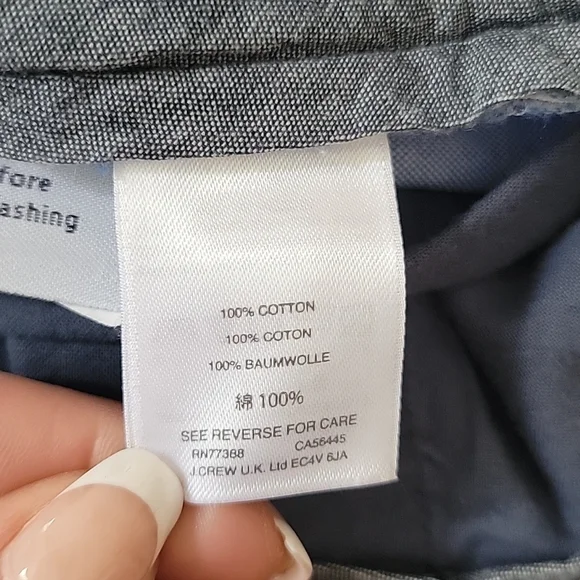 fore
ashing
100% COTTON
100% COTON
100% BAUMWOLLE
綿 100%
SEE REVERSE FOR CARE
RN77388 CA56445
J.CREW U.K. Ltd EC4V 6JA